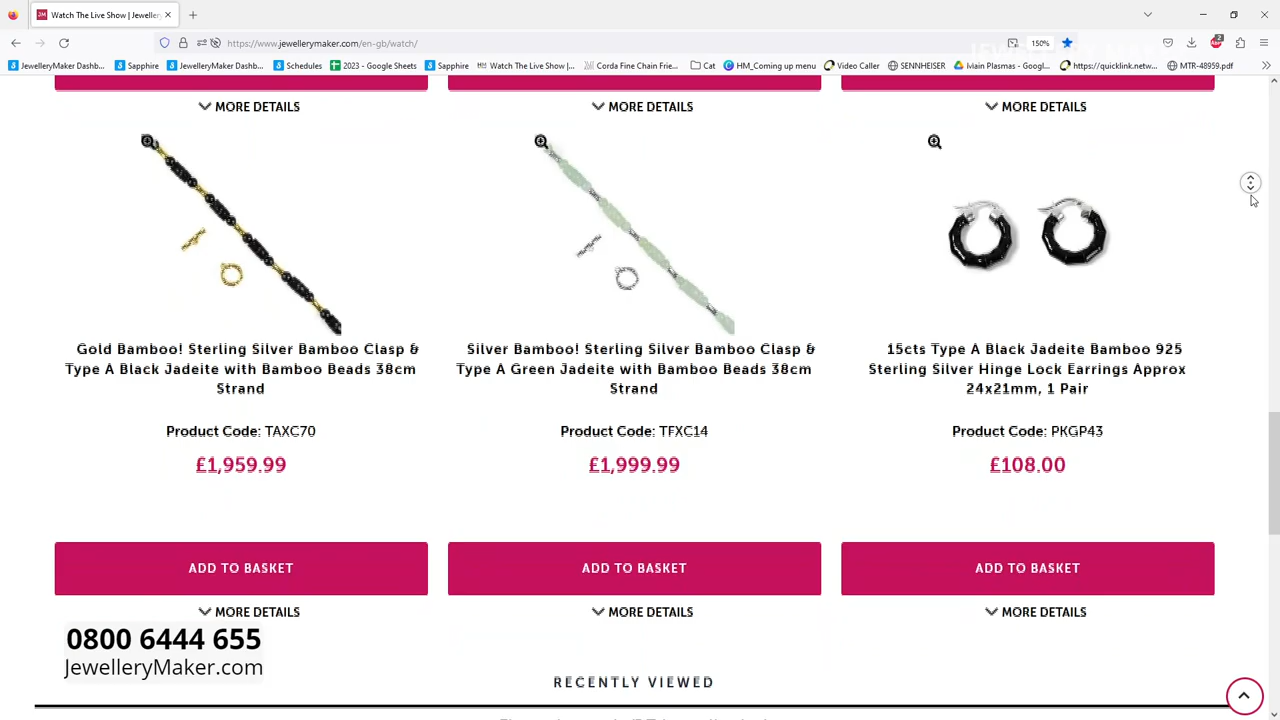 Watch The Live Show | Jeweller
https://www.jewellerymaker.com/en-gb/watch/
150%
2
JewelleryMaker Dashb...
Sapphire
JewelleryMaker Dashb...
Schedules
2023 - Google Sheets
Sapphire
Watch The Live Show |...
Corda Fine Chain Frie...
Cat
HM_Coming up menu
Video Caller
SENNHEISER
Main Plasmas - Googl...
https://quicklink.netw...
MTR-48959.pdf
MORE DETAILS
MORE DETAILS
MORE DETAILS
Gold Bamboo! Sterling Silver Bamboo Clasp &
Type A Black Jadeite with Bamboo Beads 38cm
Strand
Product Code: TAXC70
£1,959.99
ADD TO BASKET
MORE DETAILS
Silver Bamboo! Sterling Silver Bamboo Clasp &
Type A Green Jadeite with Bamboo Beads 38cm
Strand
Product Code: TFXC14
£1,999.99
ADD TO BASKET
MORE DETAILS
15cts Type A Black Jadeite Bamboo 925
Sterling Silver Hinge Lock Earrings Approx
24x21mm, 1 Pair
Product Code: PKGP43
£108.00
ADD TO BASKET
MORE DETAILS
0800 6444 655
JewelleryMaker.com
RECENTLY VIEWED